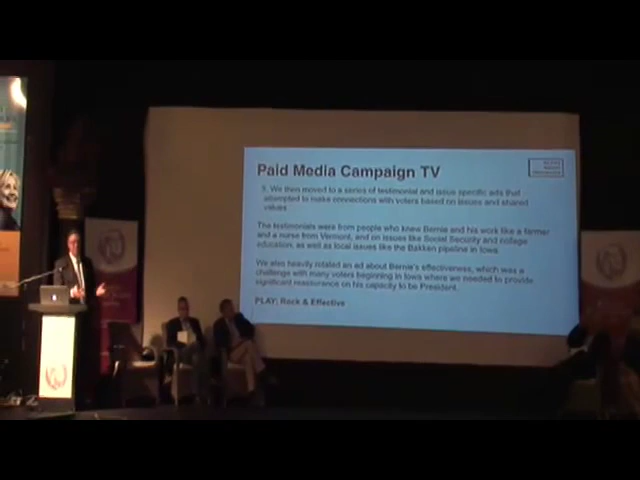 Paid Media Campaign TV
We then moved to a series of testimonial and issue specific ads that
attempted to make connections with voters based on issues and shared
values
The testimonials were from people who knew Bernie and his work like a farmer
and a nurse from Vermont, and on issues like Social Security and college
education, as well as local issues like the Bakken pipeline in Iowa.
We also heavily rotated an ad about Bernie's effectiveness, which was a
challenge with many voters beginning in Iowa where we needed to provide
significant reassurance on his capacity to be President.
PLAY: Rock & Effective